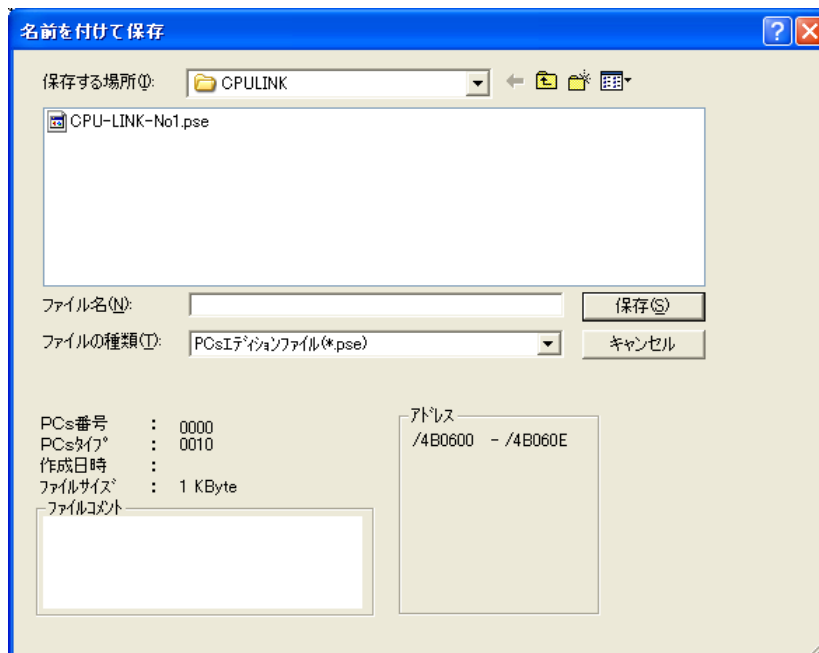 名前を付けて保存
保存する場所(I):
CPULINK
CPU-LINK-No1.pse
ファイル名(N):
保存(S)
ファイルの種類(T):
PCsｴﾃﾞｨｼｮﾝﾌｧｲﾙ(*.pse)
キャンセル
PCs番号 : 0000
PCsﾀｲﾌﾟ : 0010
作成日時 :
ﾌｧｲﾙｻｲｽﾞ : 1 KByte
ﾌｧｲﾙｺﾒﾝﾄ
ｱﾄﾞﾚｽ
/4B0600 - /4B060E